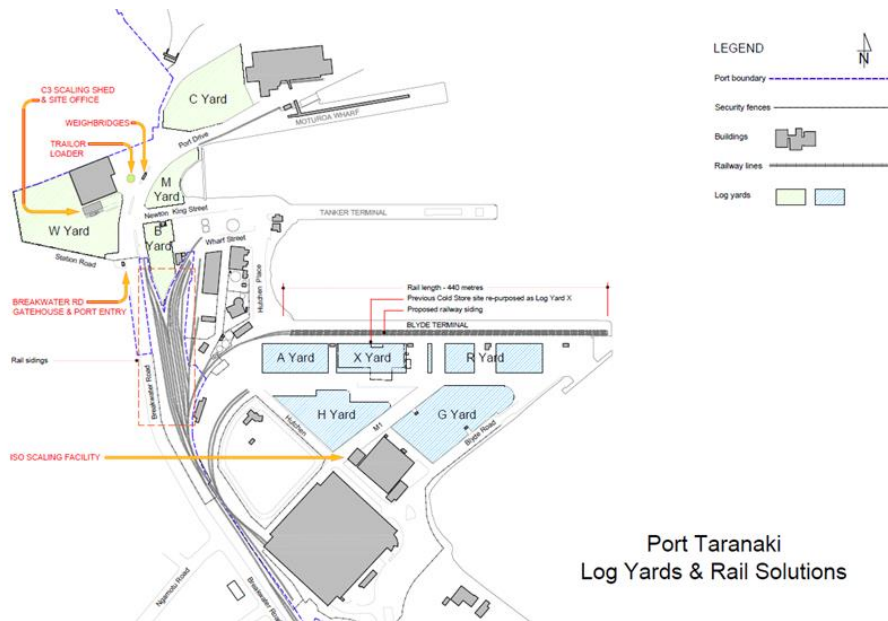 LEGEND
N
Port boundary
Security fences
Buildings
Railway lines
Log yards
C3 SCALING SHED
& SITE OFFICE
WEIGHBRIDGES
TRAILOR
LOADER
C Yard
Port Drive
MOTUROA WHARF
M
Yard
Newton King Street
W Yard
B
Yard
Station Road
Wharf Street
TANKER TERMINAL
Hutchen Place
BREAKWATER RD
GATEHOUSE & PORT ENTRY
Rail length - 440 metres
Previous Cold Store site re-purposed as Log Yard X
Proposed railway siding
BLYDE TERMINAL
Rail sidings
Breakwater Road
A Yard
X Yard
R Yard
H Yard
G Yard
Hutchen
M1
Blyde Road
ISO SCALING FACILITY
Ngamotu Road
Breakwater Road
Port Taranaki
Log Yards & Rail Solutions